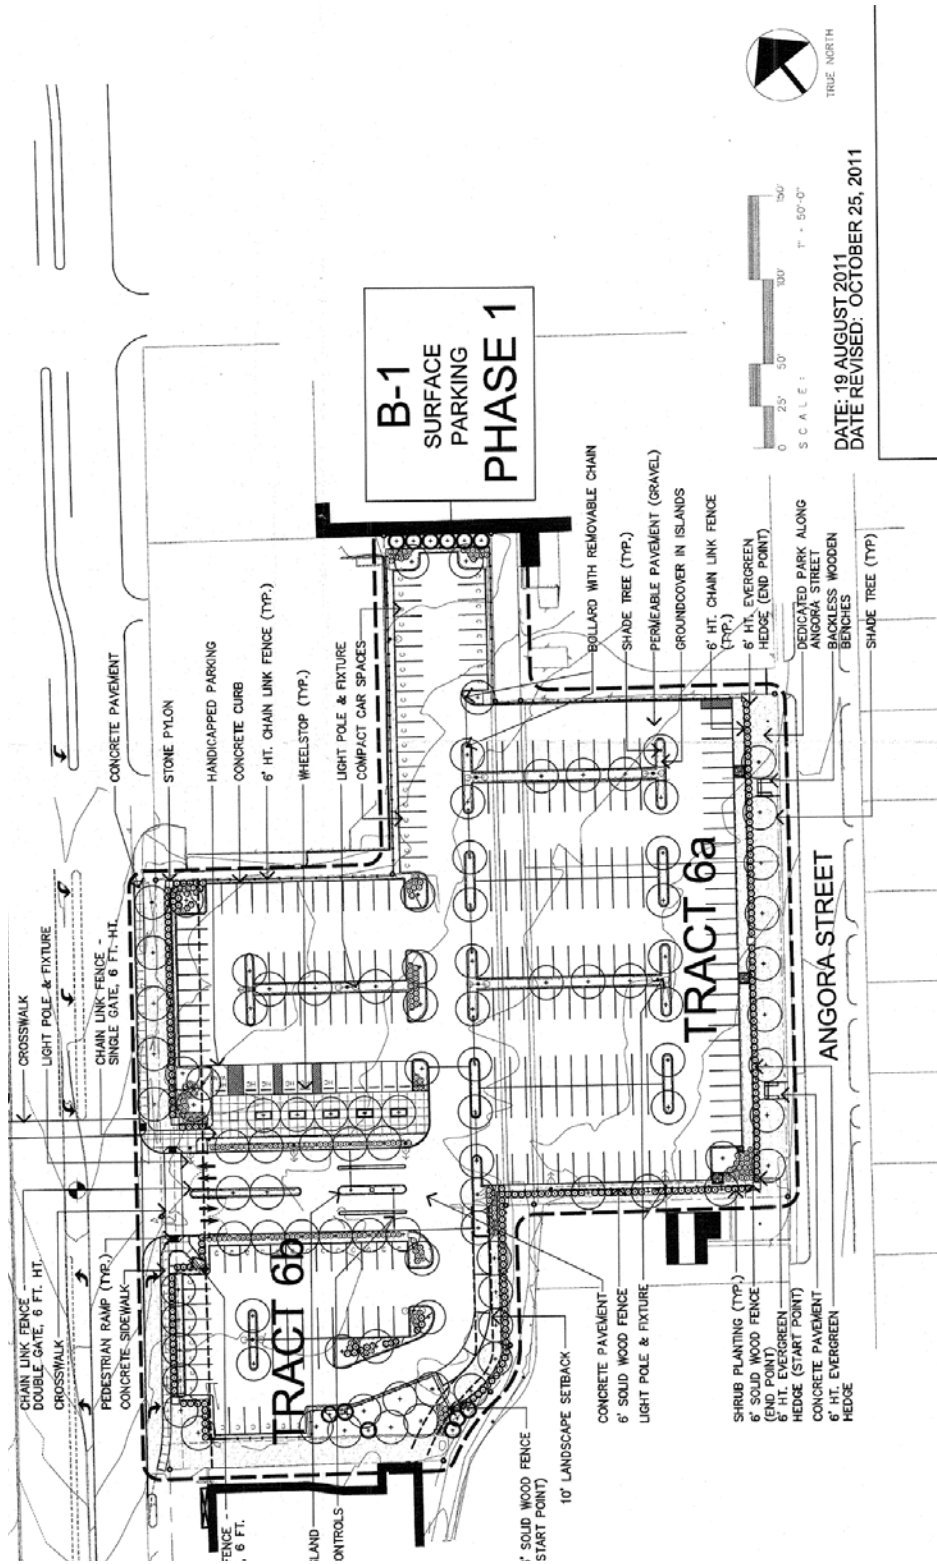 CROSSWALK
LIGHT POLE & FIXTURE
CHAIN LINK FENCE -
SINGLE GATE, 6 FT. HT.
CONCRETE PAVEMENT
STONE PYLON
HANDICAPPED PARKING
CONCRETE CURB
6' HT. CHAIN LINK FENCE (TYP.)
WHEELSTOP (TYP.)
LIGHT POLE & FIXTURE
COMPACT CAR SPACES
B-1
SURFACE
PARKING
PHASE 1
TRUE NORTH
0
25'
50'
100'
150'
SCALE:
1" = 50'-0"
DATE: 19 AUGUST 2011
DATE REVISED: OCTOBER 25, 2011
CHAIN LINK FENCE -
DOUBLE GATE, 6 FT. HT.
CROSSWALK
PEDESTRIAN RAMP (TYP.)
CONCRETE SIDEWALK
TRACT 6b
TRACT 6a
ANGORA STREET
BOLLARD WITH REMOVABLE CHAIN
SHADE TREE (TYP.)
PERMEABLE PAVEMENT (GRAVEL)
GROUNDCOVER IN ISLANDS
6' HT. CHAIN LINK FENCE
(TYP.)
6' HT. EVERGREEN
HEDGE (END POINT)
DEDICATED PARK ALONG
ANGORA STREET
BACKLESS WOODEN
BENCHES
SHADE TREE (TYP)
FENCE -
, 6 FT.
SLAND
ONTROLS
' SOLID WOOD FENCE
START POINT)
10' LANDSCAPE SETBACK
CONCRETE PAVEMENT
6' SOLID WOOD FENCE
LIGHT POLE & FIXTURE
SHRUB PLANTING (TYP.)
6' SOLID WOOD FENCE
(END POINT)
6' HT. EVERGREEN
HEDGE (START POINT)
CONCRETE PAVEMENT
6' HT. EVERGREEN
HEDGE